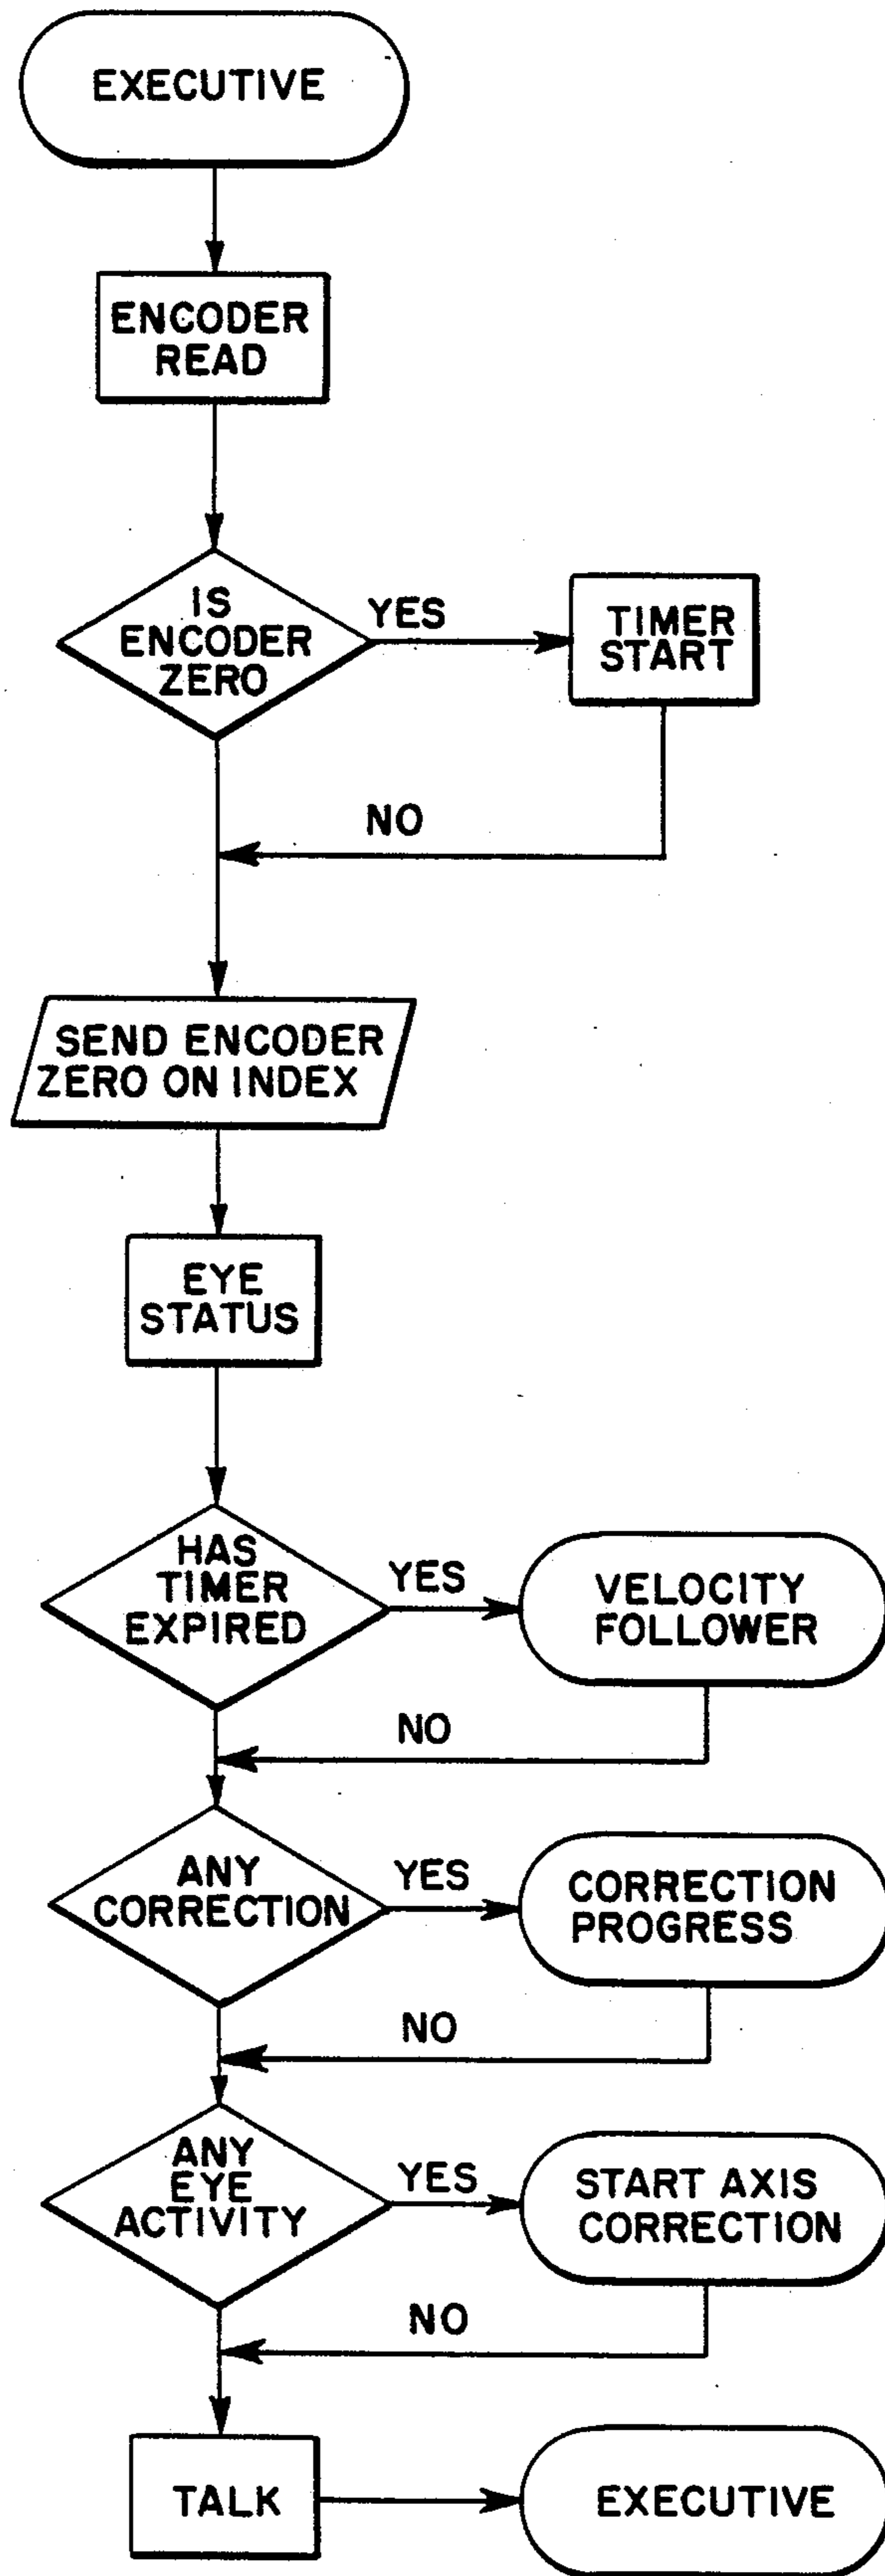 EXECUTIVE
ENCODER
READ
IS
ENCODER
ZERO
YES
TIMER
START
NO
SEND ENCODER
ZERO ON INDEX
EYE
STATUS
HAS
TIMER
EXPIRED
YES
VELOCITY
FOLLOWER
NO
ANY
CORRECTION
YES
CORRECTION
PROGRESS
NO
ANY
EYE
ACTIVITY
YES
START AXIS
CORRECTION
NO
TALK
EXECUTIVE